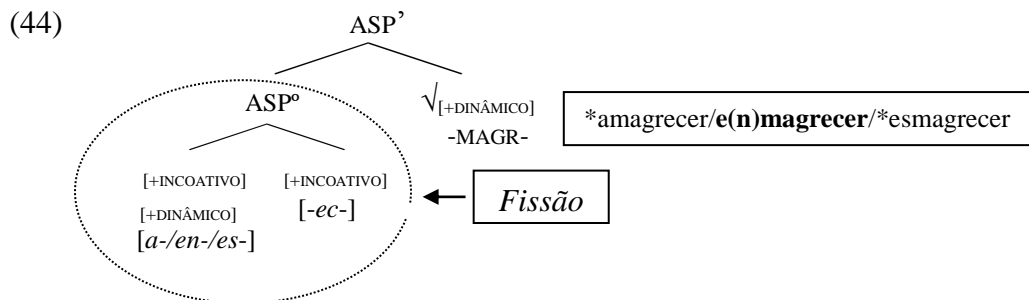 (44)
ASP’
ASPº
√[+DINÂMICO]
-MAGR-
*amagrecer/e(n)magrecer/*esmagrecer
[+INCOATIVO] [+INCOATIVO]
[+DINÂMICO] [-ec-]
[a-/en-/es-]
Fissão